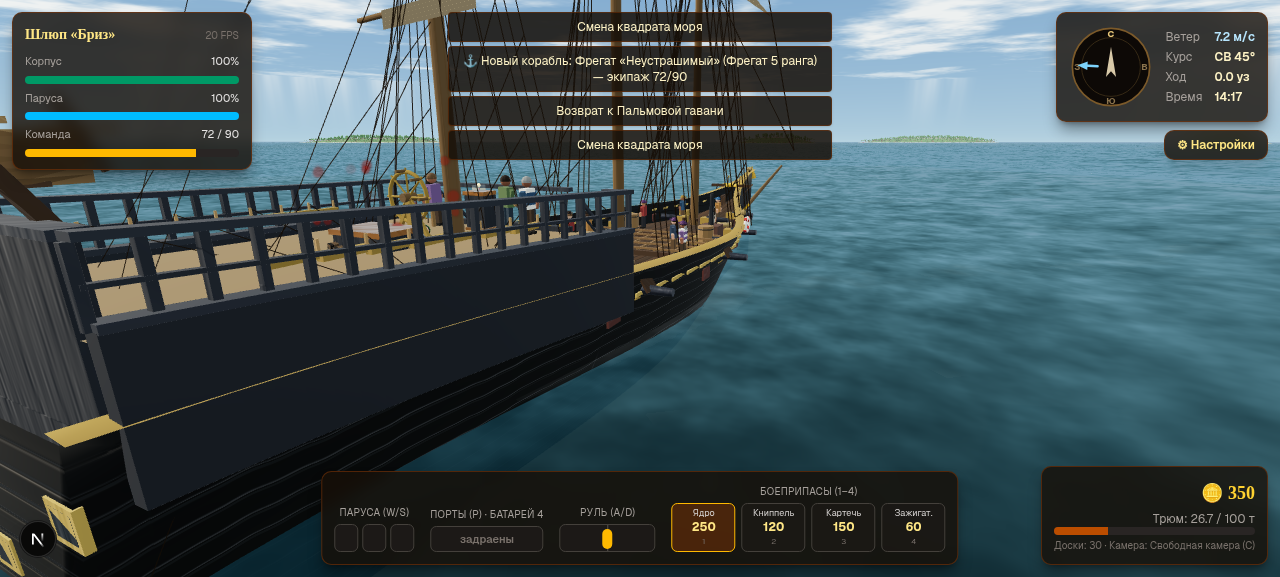 Шлюп «Бриз»
20 FPS
Корпус 100%
Паруса 100%
Команда 72 / 90
Смена квадрата моря
⚓ Новый корабль: Фрегат «Неустрашимый» (Фрегат 5 ранга)
— экипаж 72/90
Возврат к Пальмовой гавани
Смена квадрата моря
С
З В
Ю
Ветер 7.2 м/с
Курс СВ 45°
Ход 0.0 уз
Время 14:17
⚙ Настройки
ПАРУСА (W/S)
ПОРТЫ (P) · БАТАРЕЙ 4
задраены
РУЛЬ (A/D)
БОЕПРИПАСЫ (1–4)
Ядро
250
1
Книппель
120
2
Картечь
150
3
Зажигат.
60
4
350
Трюм: 26.7 / 100 т
Доски: 30 · Камера: Свободная камера (C)
N